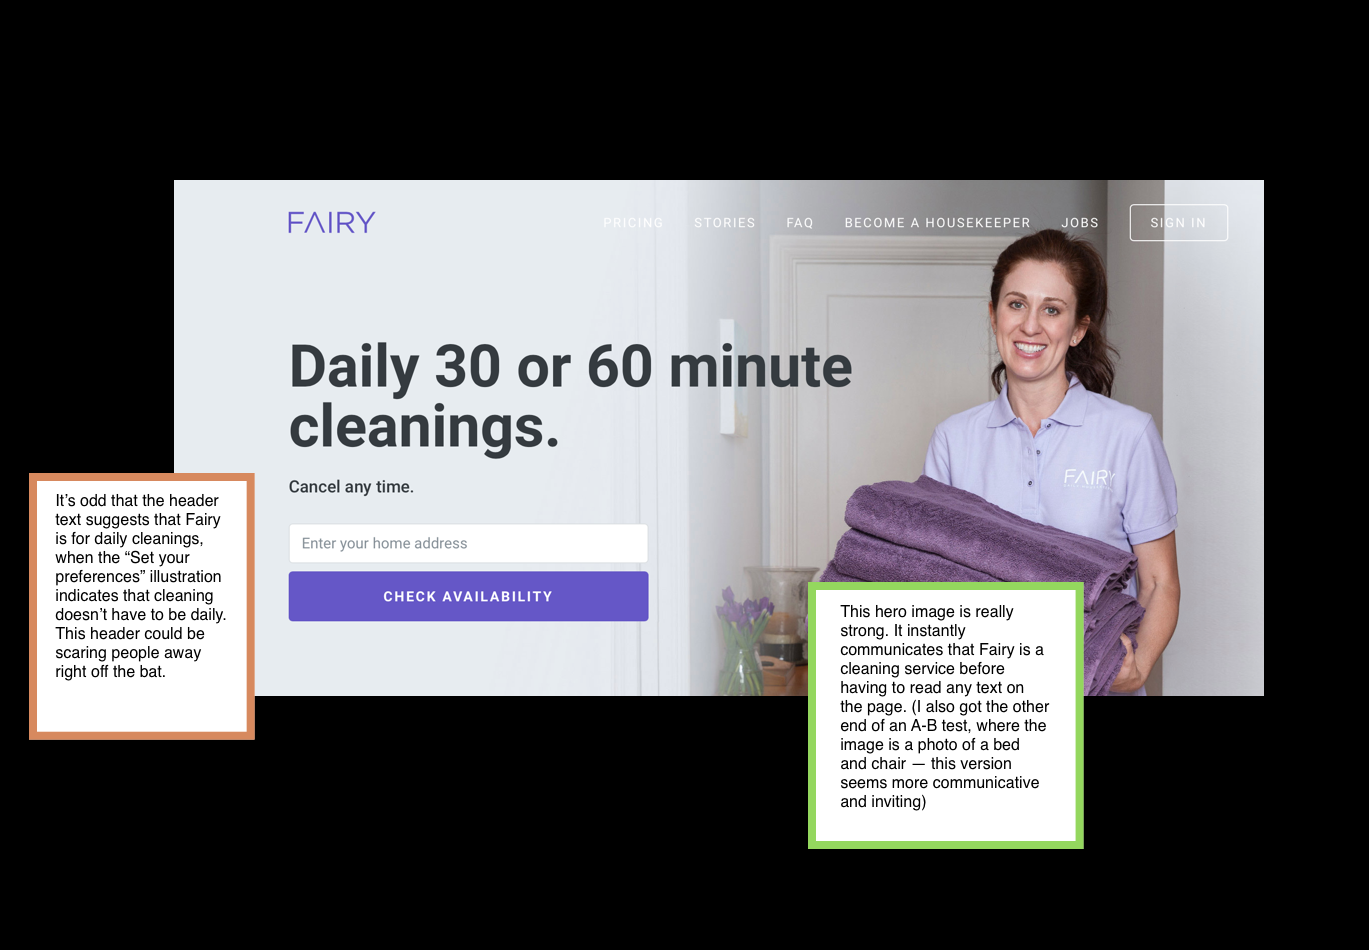 FAIRY
PRICING STORIES FAQ BECOME A HOUSEKEEPER JOBS SIGN IN
Daily 30 or 60 minute
cleanings.
Cancel any time.
Enter your home address
CHECK AVAILABILITY
FAIRY
It’s odd that the header
text suggests that Fairy
is for daily cleanings,
when the “Set your
preferences” illustration
indicates that cleaning
doesn’t have to be daily.
This header could be
scaring people away
right off the bat.
This hero image is really
strong. It instantly
communicates that Fairy is a
cleaning service before
having to read any text on
the page. (I also got the other
end of an A-B test, where the
image is a photo of a bed
and chair — this version
seems more communicative
and inviting)